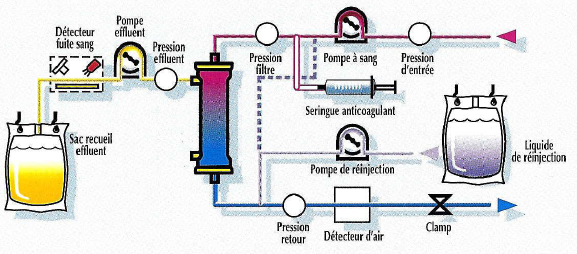 Détecteur
fuite sang
Pompe
effluent
Pression
effluent
Pression
filtre
Pompe à sang
Pression
d'entrée
Seringue anticoagulant
Sac recueil
effluent
Pompe de réinjection
Liquide
de réinjection
Pression
retour
Détecteur d'air
Clamp